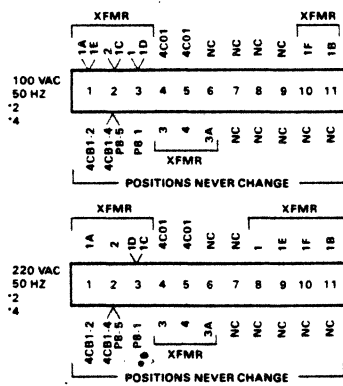 XFMR XFMR
1A 1E 2 1C 1 1D 4C01 4C01 NC NC NC NC 1F 1B
100 VAC
50 HZ
*2
*4
1 2 3 4 5 6 7 8 9 10 11
4CB1-2 4CB1-4 PB-5 PB-1 3 4 3A NC NC NC NC NC
XFMR
POSITIONS NEVER CHANGE
XFMR XFMR
1A 2 1D 1C 4C01 4C01 NC NC 1 1E 1F 1B
220 VAC
50 HZ
*2
*4
1 2 3 4 5 6 7 8 9 10 11
4CB1-2 4CB1-4 PB-5 PB-1 3 4 3A NC NC NC NC NC
XFMR
POSITIONS NEVER CHANGE